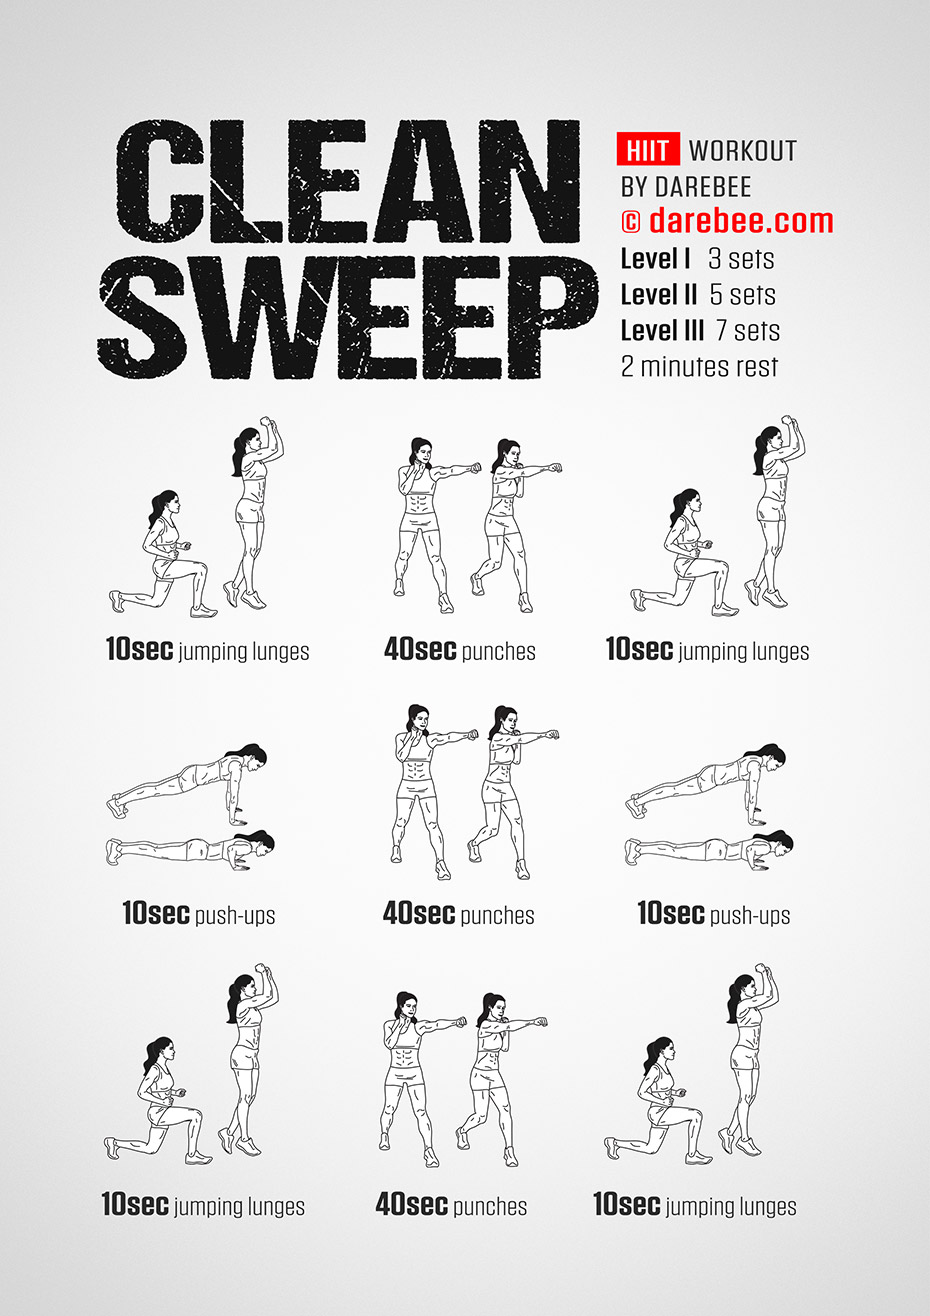 CLEAN
SWEEP
HIIT WORKOUT
BY DAREBEE
© darebee.com
Level I 3 sets
Level II 5 sets
Level III 7 sets
2 minutes rest
10sec jumping lunges
40sec punches
10sec jumping lunges
10sec push-ups
40sec punches
10sec push-ups
10sec jumping lunges
40sec punches
10sec jumping lunges